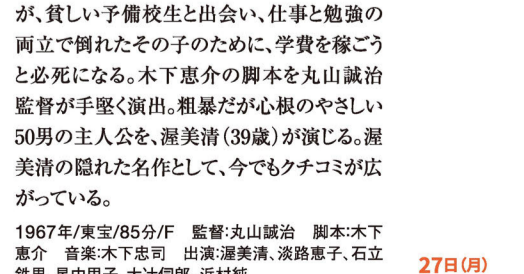 が、貧しい予備校生と出会い、仕事と勉強の
両立で倒れたその子のために、学費を稼ごう
と必死になる。木下恵介の脚本を丸山誠治
監督が手堅く演出。粗暴だが心根のやさしい
50男の主人公を、渥美清(39歳)が演じる。渥
美清の隠れた名作として、今でもクチコミが広
がっている。
1967年/東宝/85分/F　監督:丸山誠治　脚本:木下
恵介　音楽:木下忠司　出演:渥美清、淡路恵子、石立
27日(月)